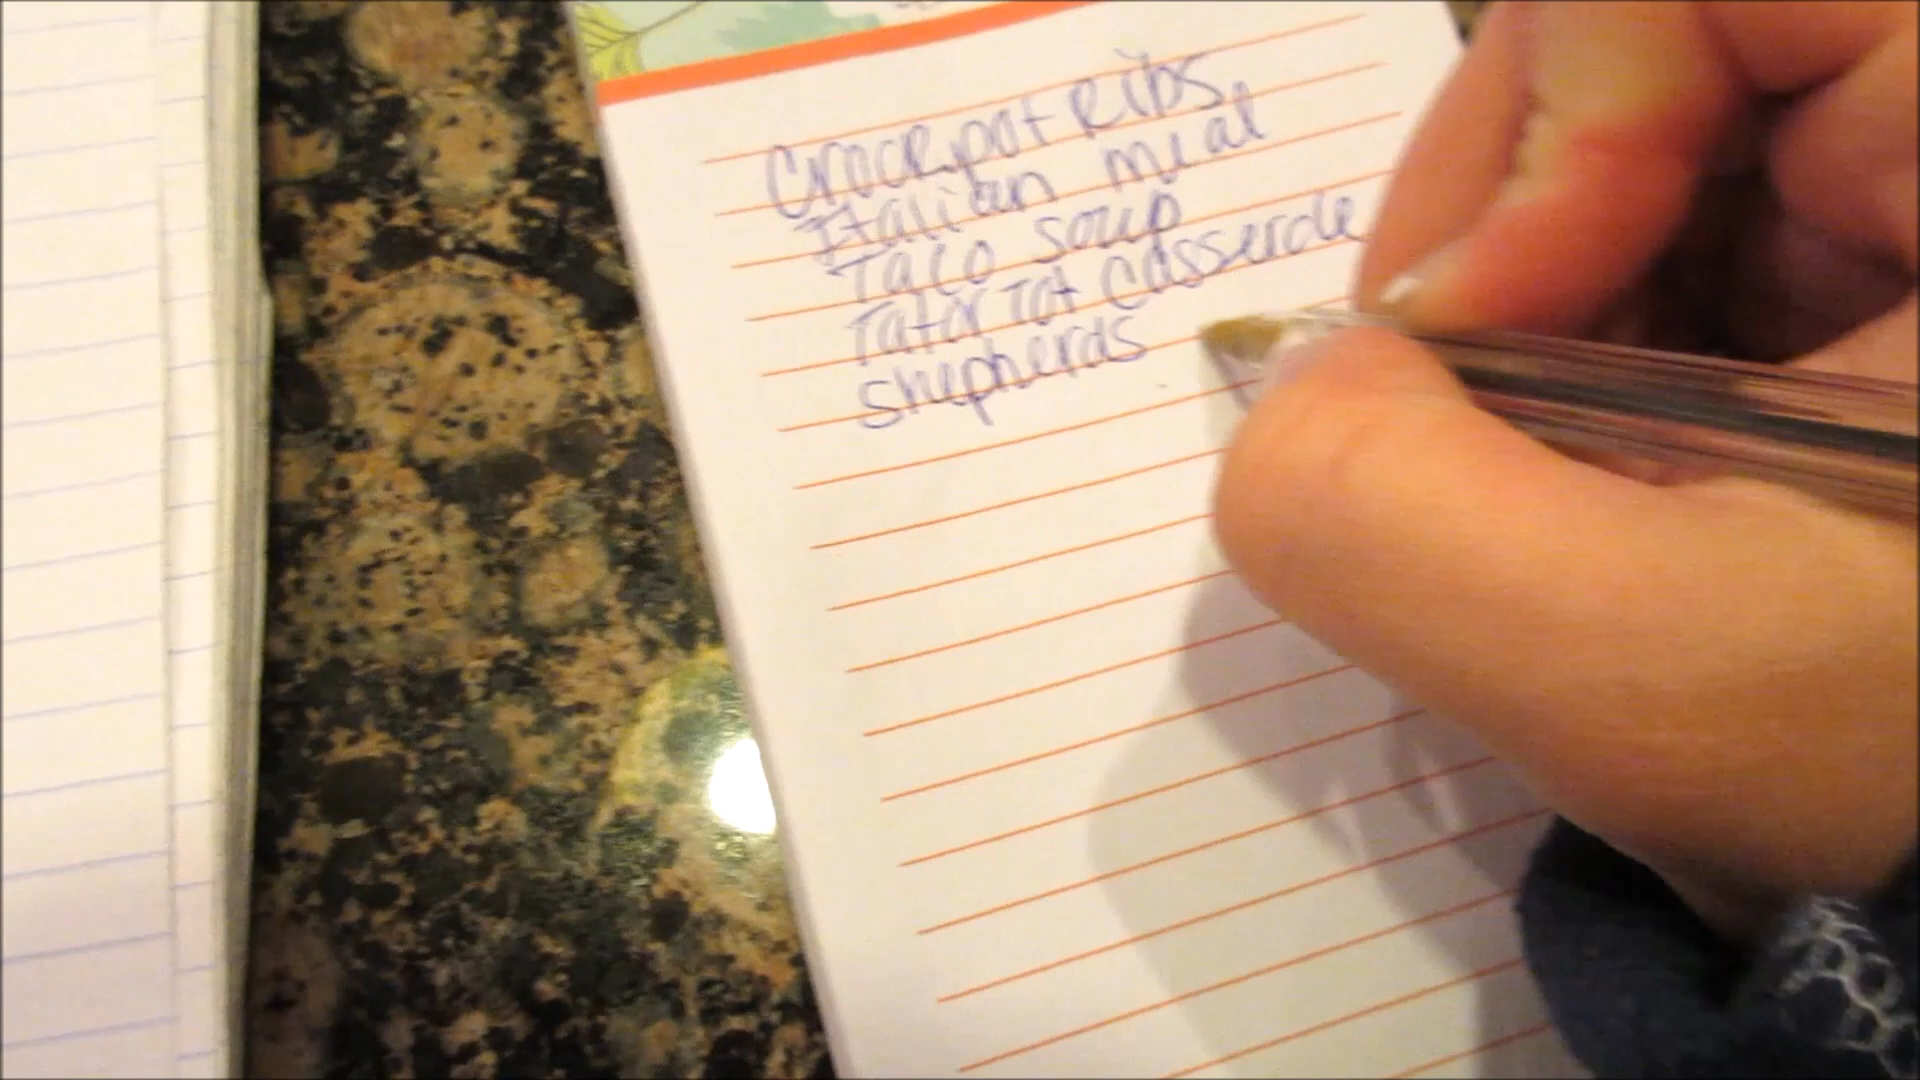 Crockpot Ribs
Italian meal
Taco soup
Tator Tot Casserole
shepherds